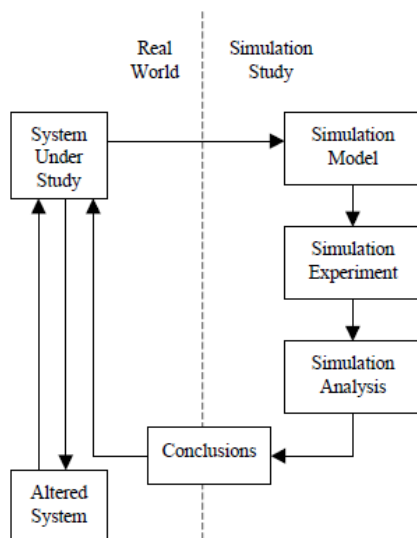 Real
World
Simulation
Study
System
Under
Study
Simulation
Model
Simulation
Experiment
Simulation
Analysis
Conclusions
Altered
System